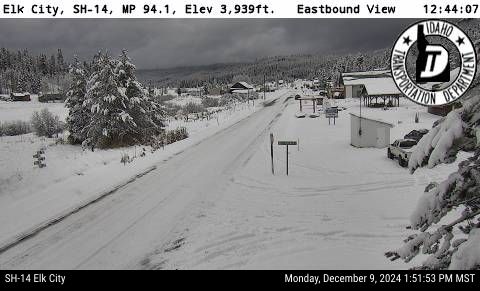 Elk City, SH-14, MP 94.1, Elev 3,939ft. Eastbound View 12:44:07
IDAHO
TRANSPORTATION DEPARTMENT
SH-14 Elk City Monday, December 9, 2024 1:51:53 PM MST